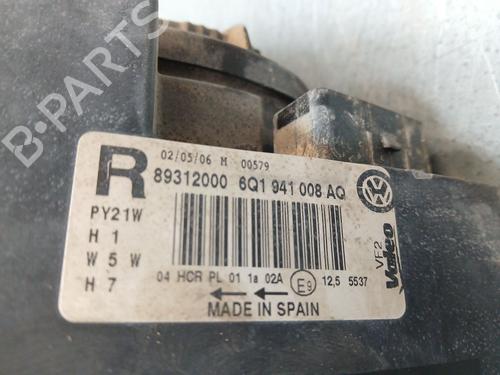 B-PARTS
02/05/06 M 00579
R
89312000 6Q1 941 008 AQ
PY21W
H 1
W 5 W
H 7
04 HCR PL 01 1a 02A E9 12,5 5537
MADE IN SPAIN
VF2
Valeo